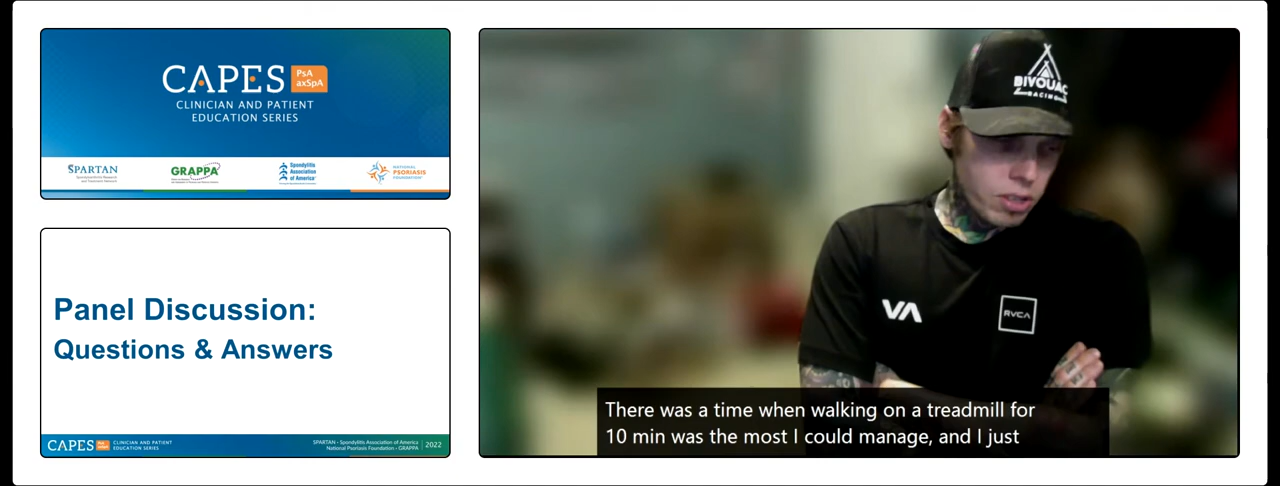 CAPES PsA
axSpA
CLINICIAN AND PATIENT
EDUCATION SERIES
SPARTAN
GRAPPA
Spondylitis
Association
of America
NATIONAL
PSORIASIS
FOUNDATION
Panel Discussion:
Questions & Answers
CAPES
CLINICIAN AND PATIENT
EDUCATION SERIES
SPARTAN - Spondylitis Association of America
National Psoriasis Foundation - GRAPPA
2022
BIVOUAC
RACING
VA
RVCA
There was a time when walking on a treadmill for
10 min was the most I could manage, and I just